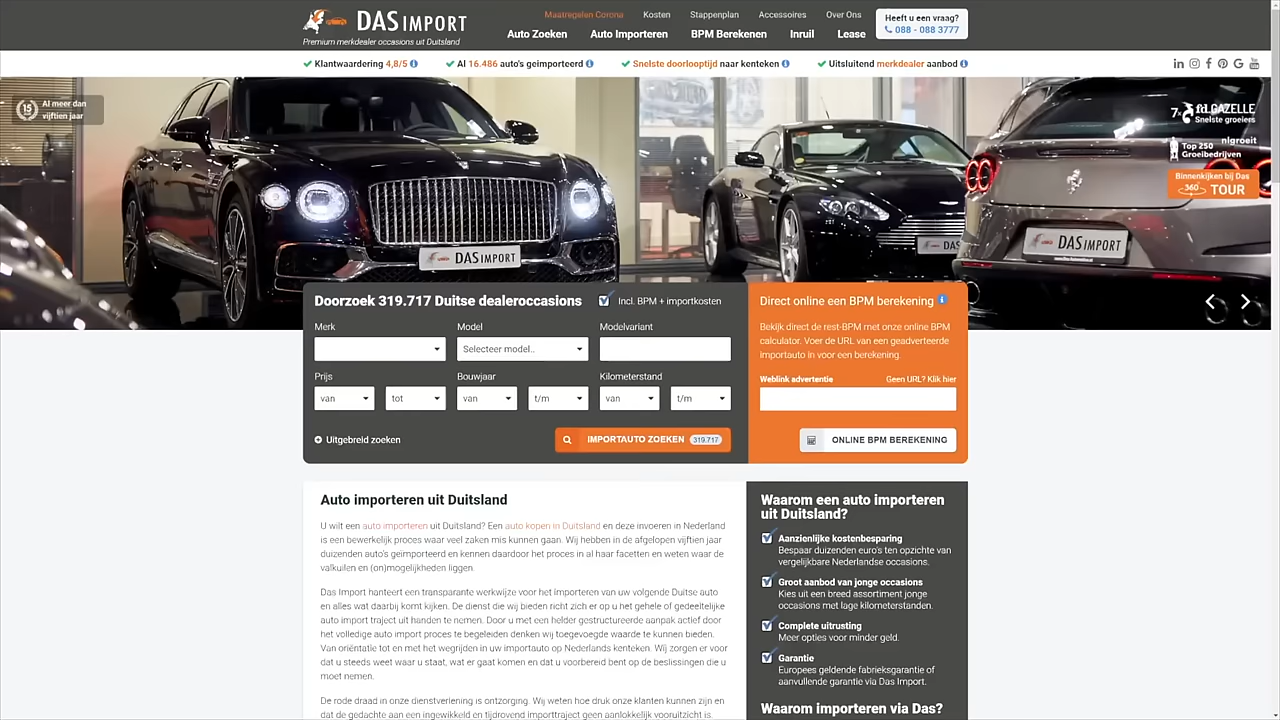 DAS IMPORT
Premium merkdealer occasions uit Duitsland
Maatregelen Corona Kosten Stappenplan Accessoires Over Ons
Auto Zoeken Auto Importeren BPM Berekenen Inruil Lease
Heeft u een vraag?
088 - 088 3777
Klantwaardering 4,8/5 Al 16.486 auto's geimporteerd Snelste doorlooptijd naar kenteken Uitsluitend merkdealer aanbod
15 Al meer dan
vijftien jaar
7x fd GAZELLE
Snelste groeiers
nlgroeit
Top 250
Groeibedrijven
Binnenkijken bij Das
360° TOUR
DAS IMPORT
DAS
DAS IMPORT
Doorzoek 319.717 Duitse dealeroccasions Incl. BPM + importkosten
Merk Model Modelvariant
Selecteer model..
Prijs Bouwjaar Kilometerstand
van tot van t/m van t/m
Uitgebreid zoeken IMPORTAUTO ZOEKEN 319.717
Direct online een BPM berekening
Bekijk direct de rest-BPM met onze online BPM
calculator. Voer de URL van een geadverteerde
importauto in voor een berekening.
Weblink advertentie Geen URL? Klik hier
ONLINE BPM BEREKENING
Auto importeren uit Duitsland
U wilt een auto importeren uit Duitsland? Een auto kopen in Duitsland en deze invoeren in Nederland
is een bewerkelijk proces waar veel zaken mis kunnen gaan. Wij hebben in de afgelopen vijftien jaar
duizenden auto's geïmporteerd en kennen daardoor het proces in al haar facetten en weten waar de
valkuilen en (on)mogelijkheden liggen.
Das Import hanteert een transparante werkwijze voor het importeren van uw volgende Duitse auto
en alles wat daarbij komt kijken. De dienst die wij bieden richt zich er op u het gehele of gedeeltelijke
auto import traject uit handen te nemen. Door u met een helder gestructureerde aanpak actief door
het volledige auto import proces te begeleiden denken wij toegevoegde waarde te kunnen bieden.
Van oriëntatie tot en met het wegrijden in uw importauto op Nederlands kenteken. Wij zorgen er voor
dat u steeds weet waar u staat, wat er gaat komen en dat u voorbereid bent op de beslissingen die u
moet nemen.
De rode draad in onze dienstverlening is ontzorging. Wij weten hoe druk onze klanten kunnen zijn en
dat de gedachte aan een ingewikkeld en tijdrovend importtraject geen aanlokkelijk vooruitzicht is.
Waarom een auto importeren
uit Duitsland?
Aanzienlijke kostenbesparing
Bespaar duizenden euro's ten opzichte van
vergelijkbare Nederlandse occasions.
Groot aanbod van jonge occasions
Kies uit een breed assortiment jonge
occasions met lage kilometerstanden.
Complete uitrusting
Meer opties voor minder geld.
Garantie
Europees geldende fabrieksgarantie of
aanvullende garantie via Das Import.
Waarom importeren via Das?